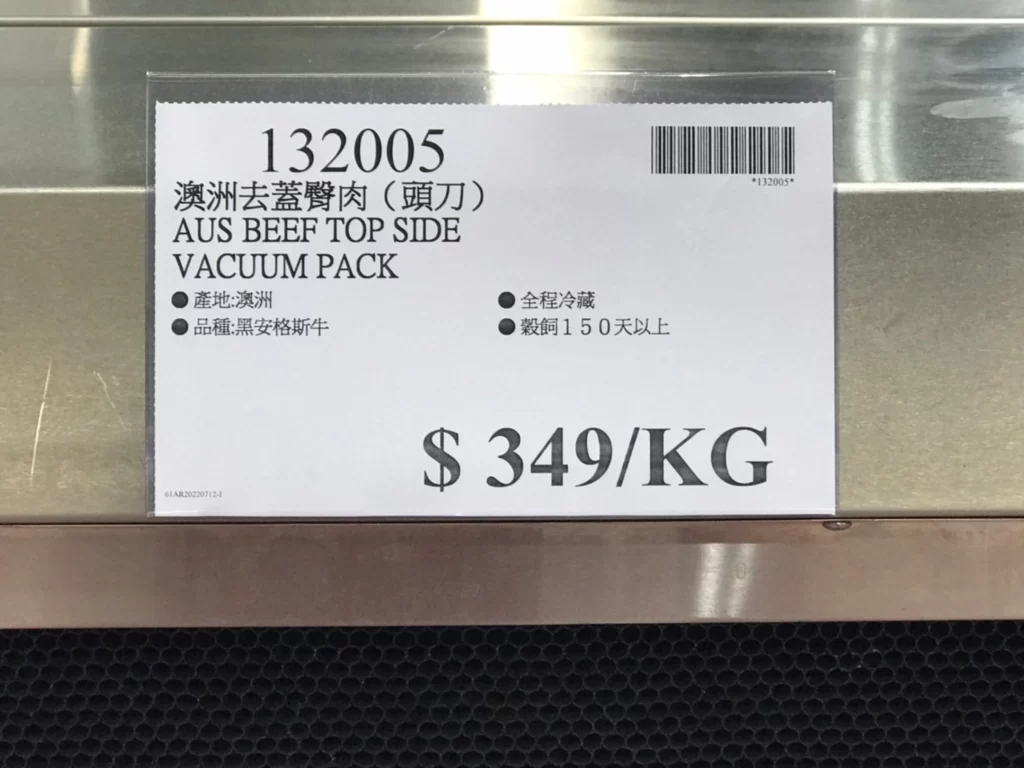 132005
*132005*
澳洲去蓋臀肉（頭刀）
AUS BEEF TOP SIDE
VACUUM PACK
●產地:澳洲
●全程冷藏
●品種:黑安格斯牛
●穀飼１５０天以上
$ 349/KG
61AR20220712-1